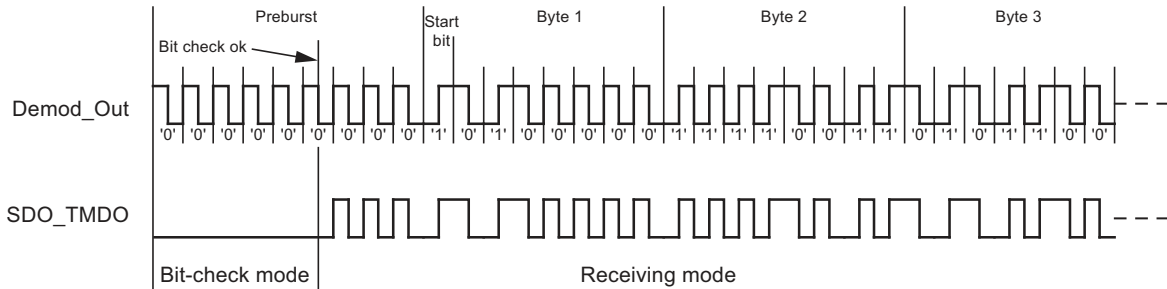 Preburst
Start
bit
Byte 1
Byte 2
Byte 3
Bit check ok
Demod_Out
'0' '0' '0' '0' '0' '0' '0' '0' '0' '1' '0' '1' '0' '0' '0' '0' '0' '1' '1' '1' '1' '0' '0' '1' '1' '0' '1' '0' '1' '1' '0' '0'
SDO_TMDO
Bit-check mode
Receiving mode